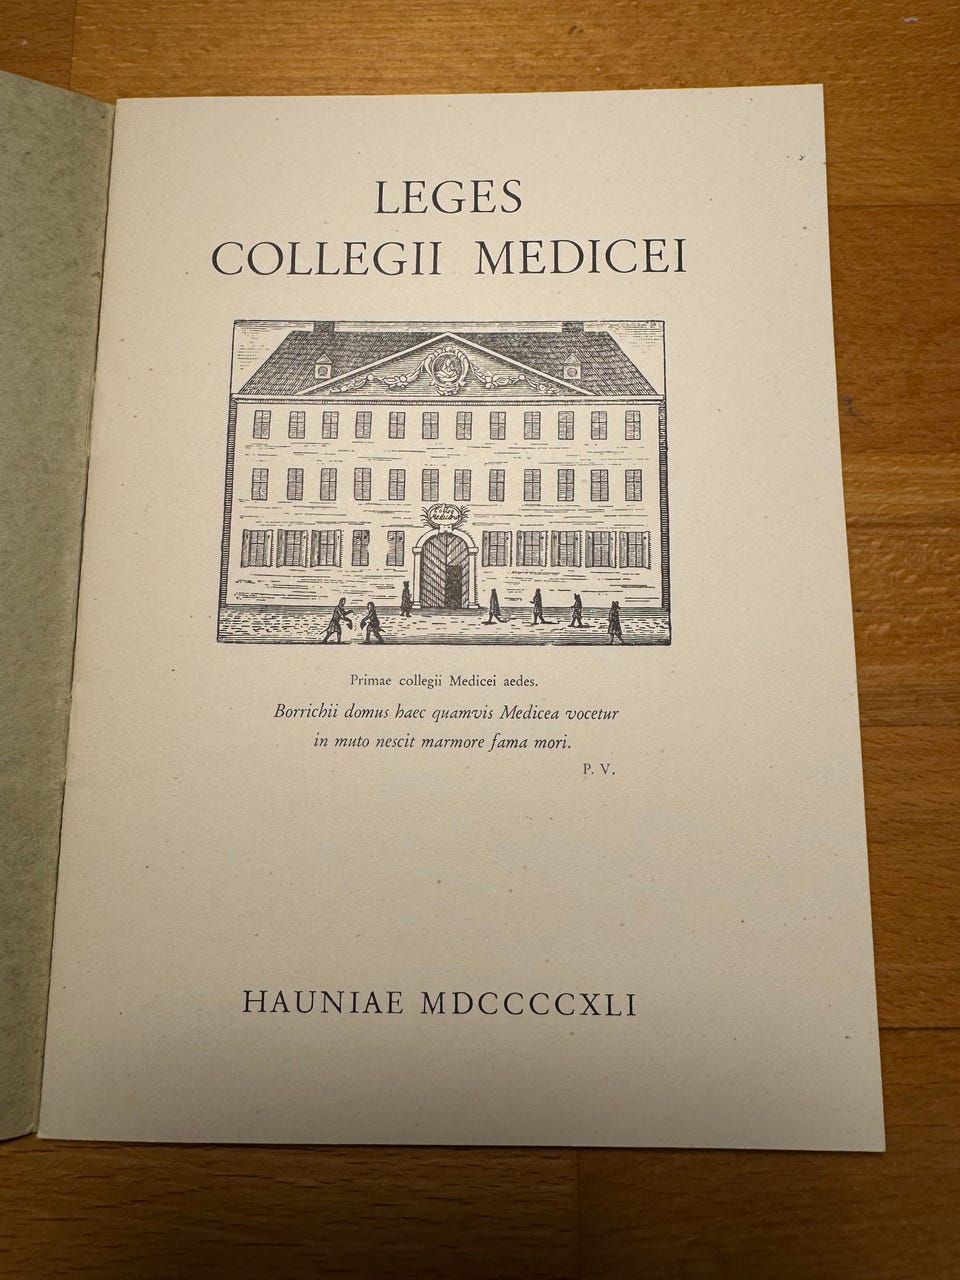 LEGES
COLLEGII MEDICEI
Primae collegii Medicei aedes.
Borrichii domus haec quamvis Medicea vocetur
in muto nescit marmore fama mori.
P. V.
HAUNIAE MDCCCCXLI